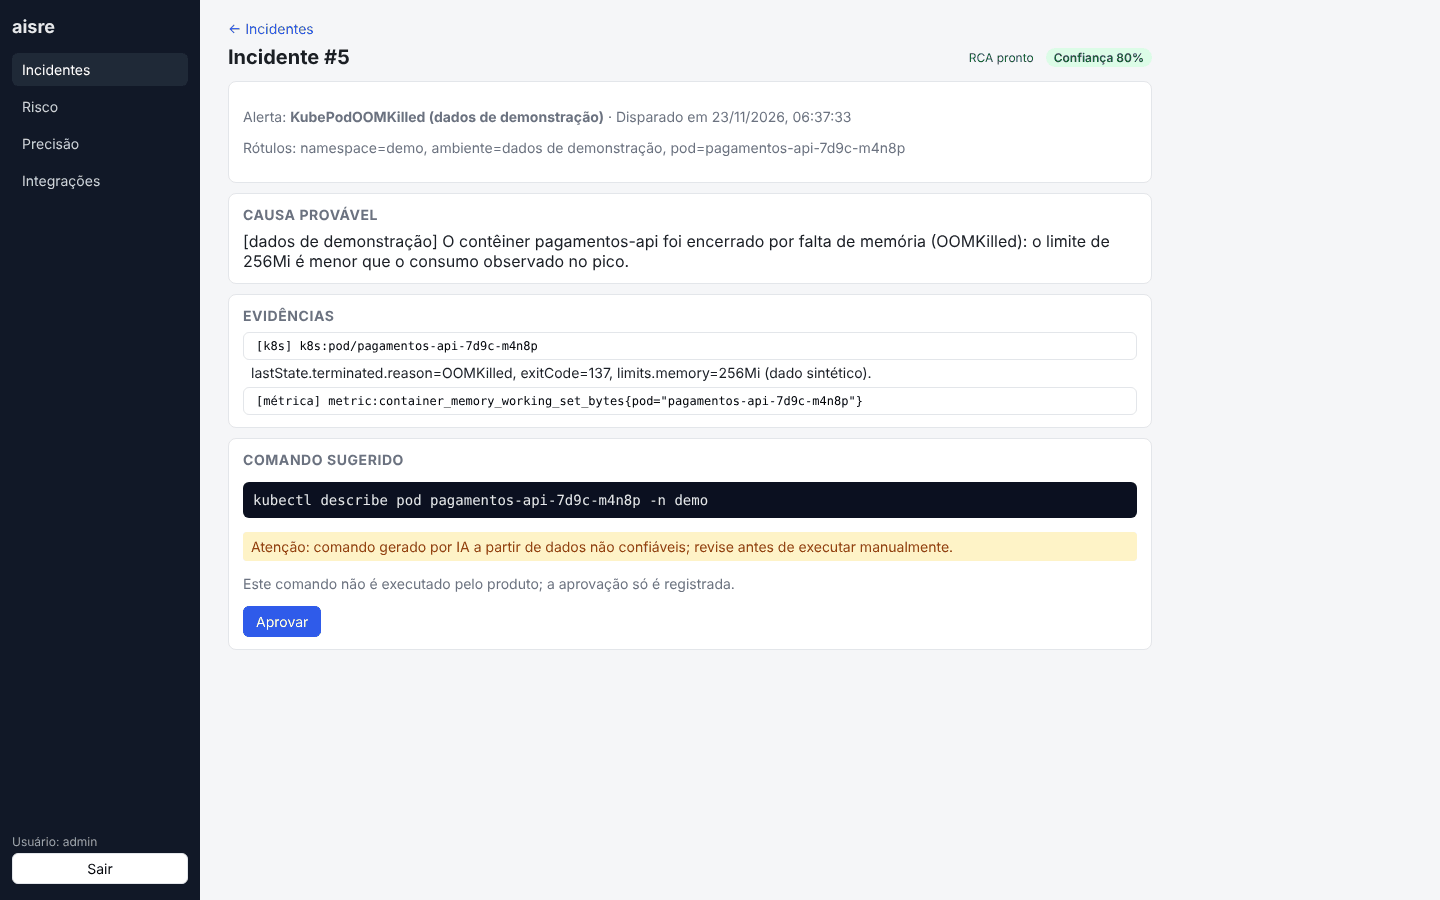 aisre
Incidentes
Risco
Precisão
Integrações
Usuário: admin
Sair
← Incidentes
Incidente #5
RCA pronto
Confiança 80%
Alerta: KubePodOOMKilled (dados de demonstração) · Disparado em 23/11/2026, 06:37:33
Rótulos: namespace=demo, ambiente=dados de demonstração, pod=pagamentos-api-7d9c-m4n8p
CAUSA PROVÁVEL
[dados de demonstração] O contêiner pagamentos-api foi encerrado por falta de memória (OOMKilled): o limite de
256Mi é menor que o consumo observado no pico.
EVIDÊNCIAS
[k8s] k8s:pod/pagamentos-api-7d9c-m4n8p
lastState.terminated.reason=OOMKilled, exitCode=137, limits.memory=256Mi (dado sintético).
[métrica] metric:container_memory_working_set_bytes{pod="pagamentos-api-7d9c-m4n8p"}
COMANDO SUGERIDO
kubectl describe pod pagamentos-api-7d9c-m4n8p -n demo
Atenção: comando gerado por IA a partir de dados não confiáveis; revise antes de executar manualmente.
Este comando não é executado pelo produto; a aprovação só é registrada.
Aprovar